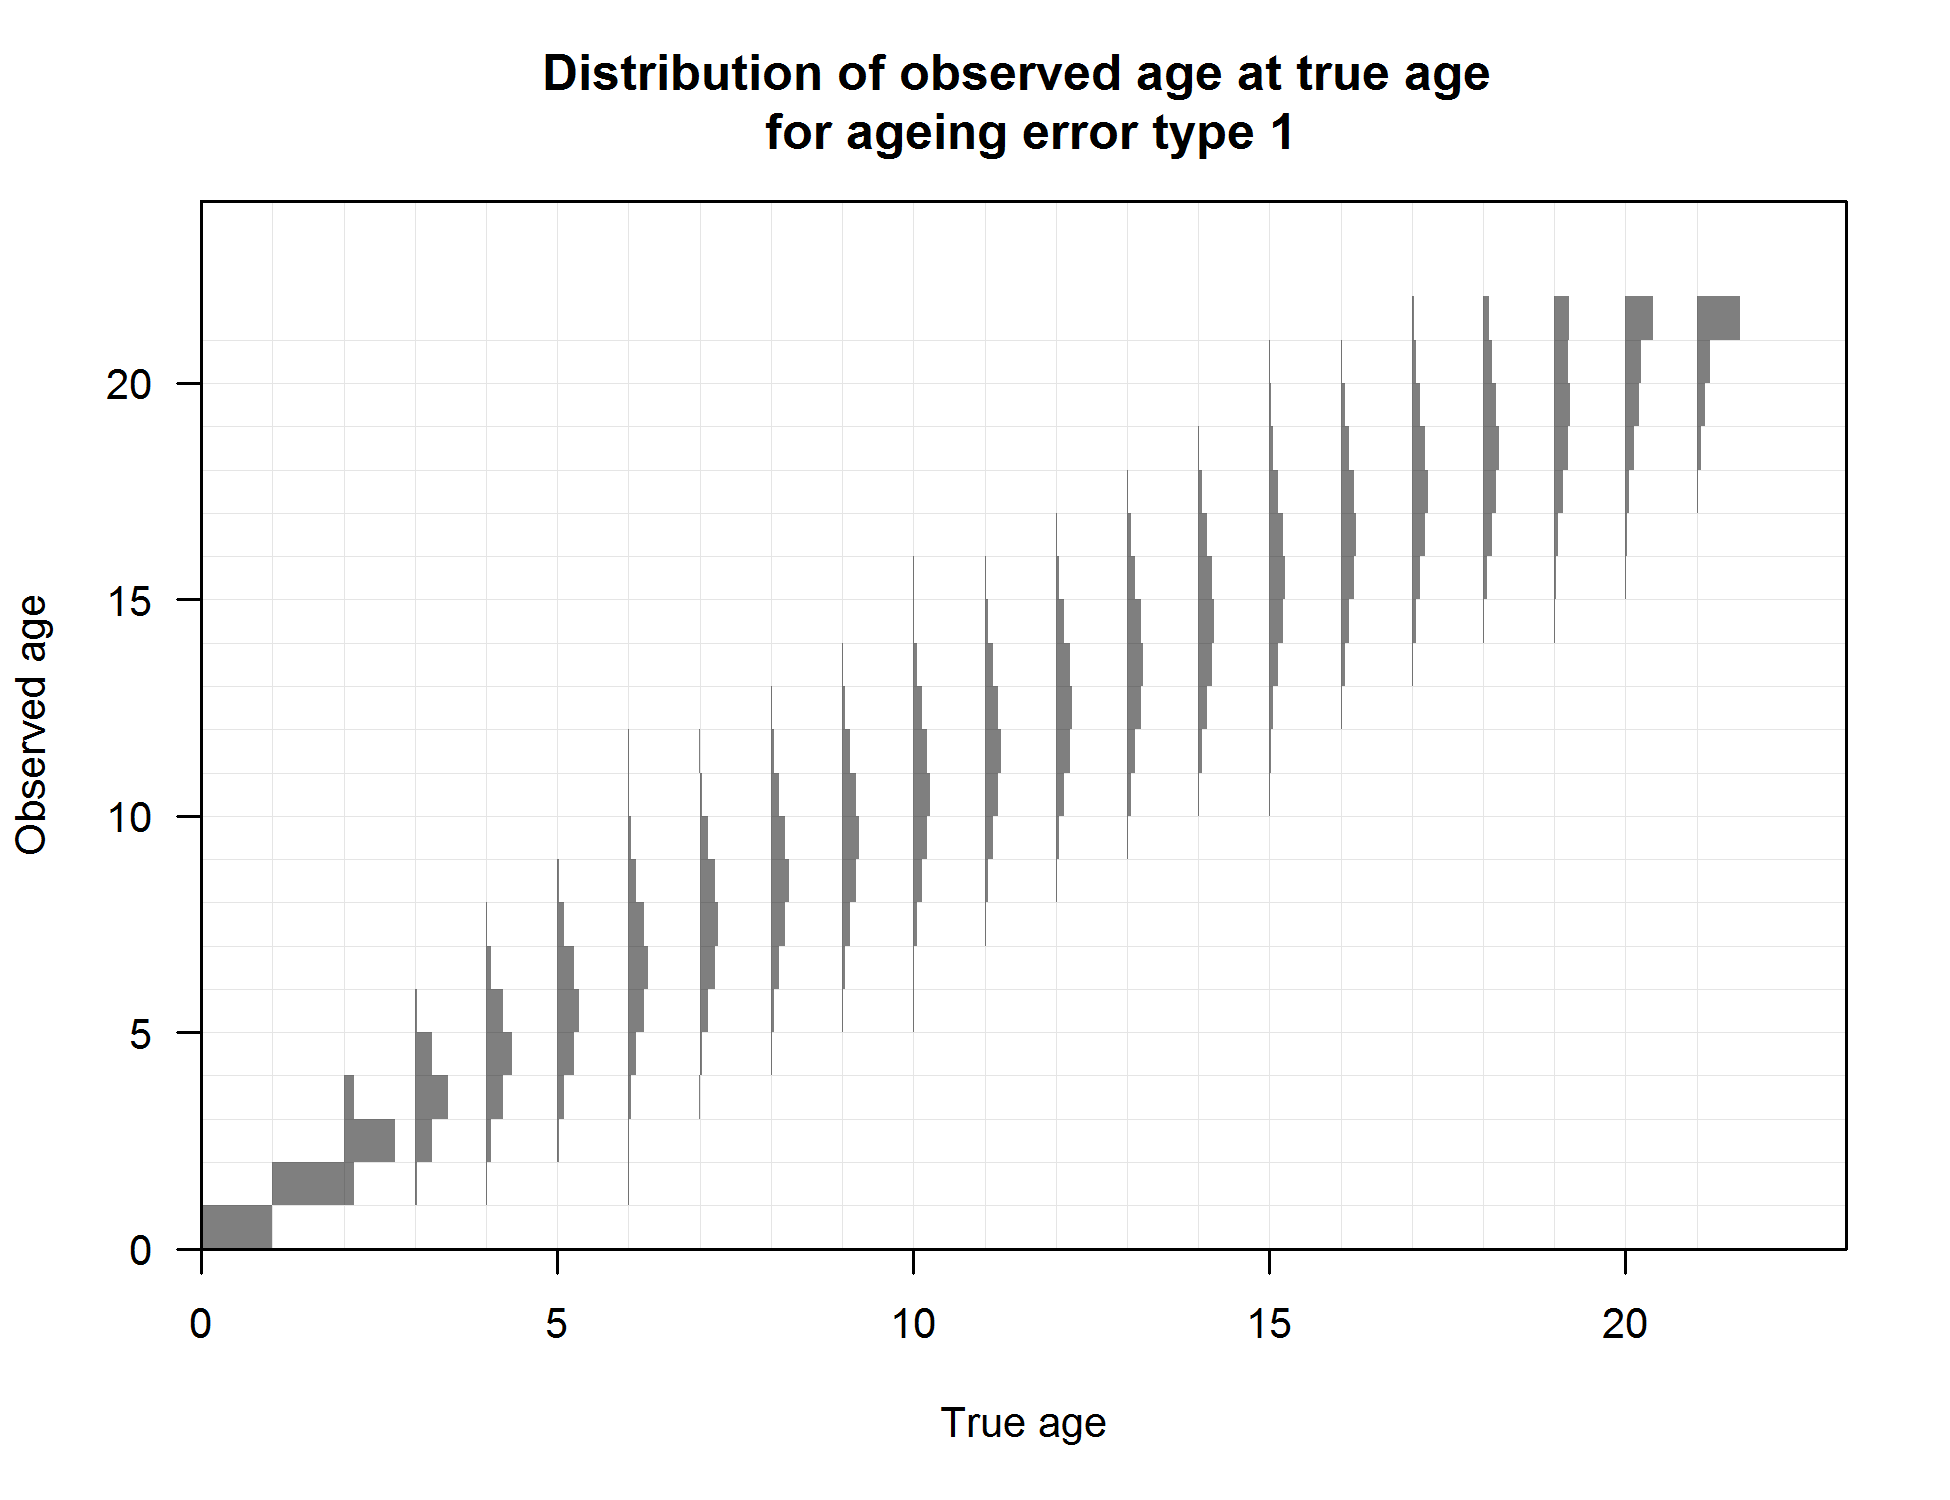 Distribution of observed age at true age
for ageing error type 1
Observed age
20
15
10
5
0
0 5 10 15 20
True age